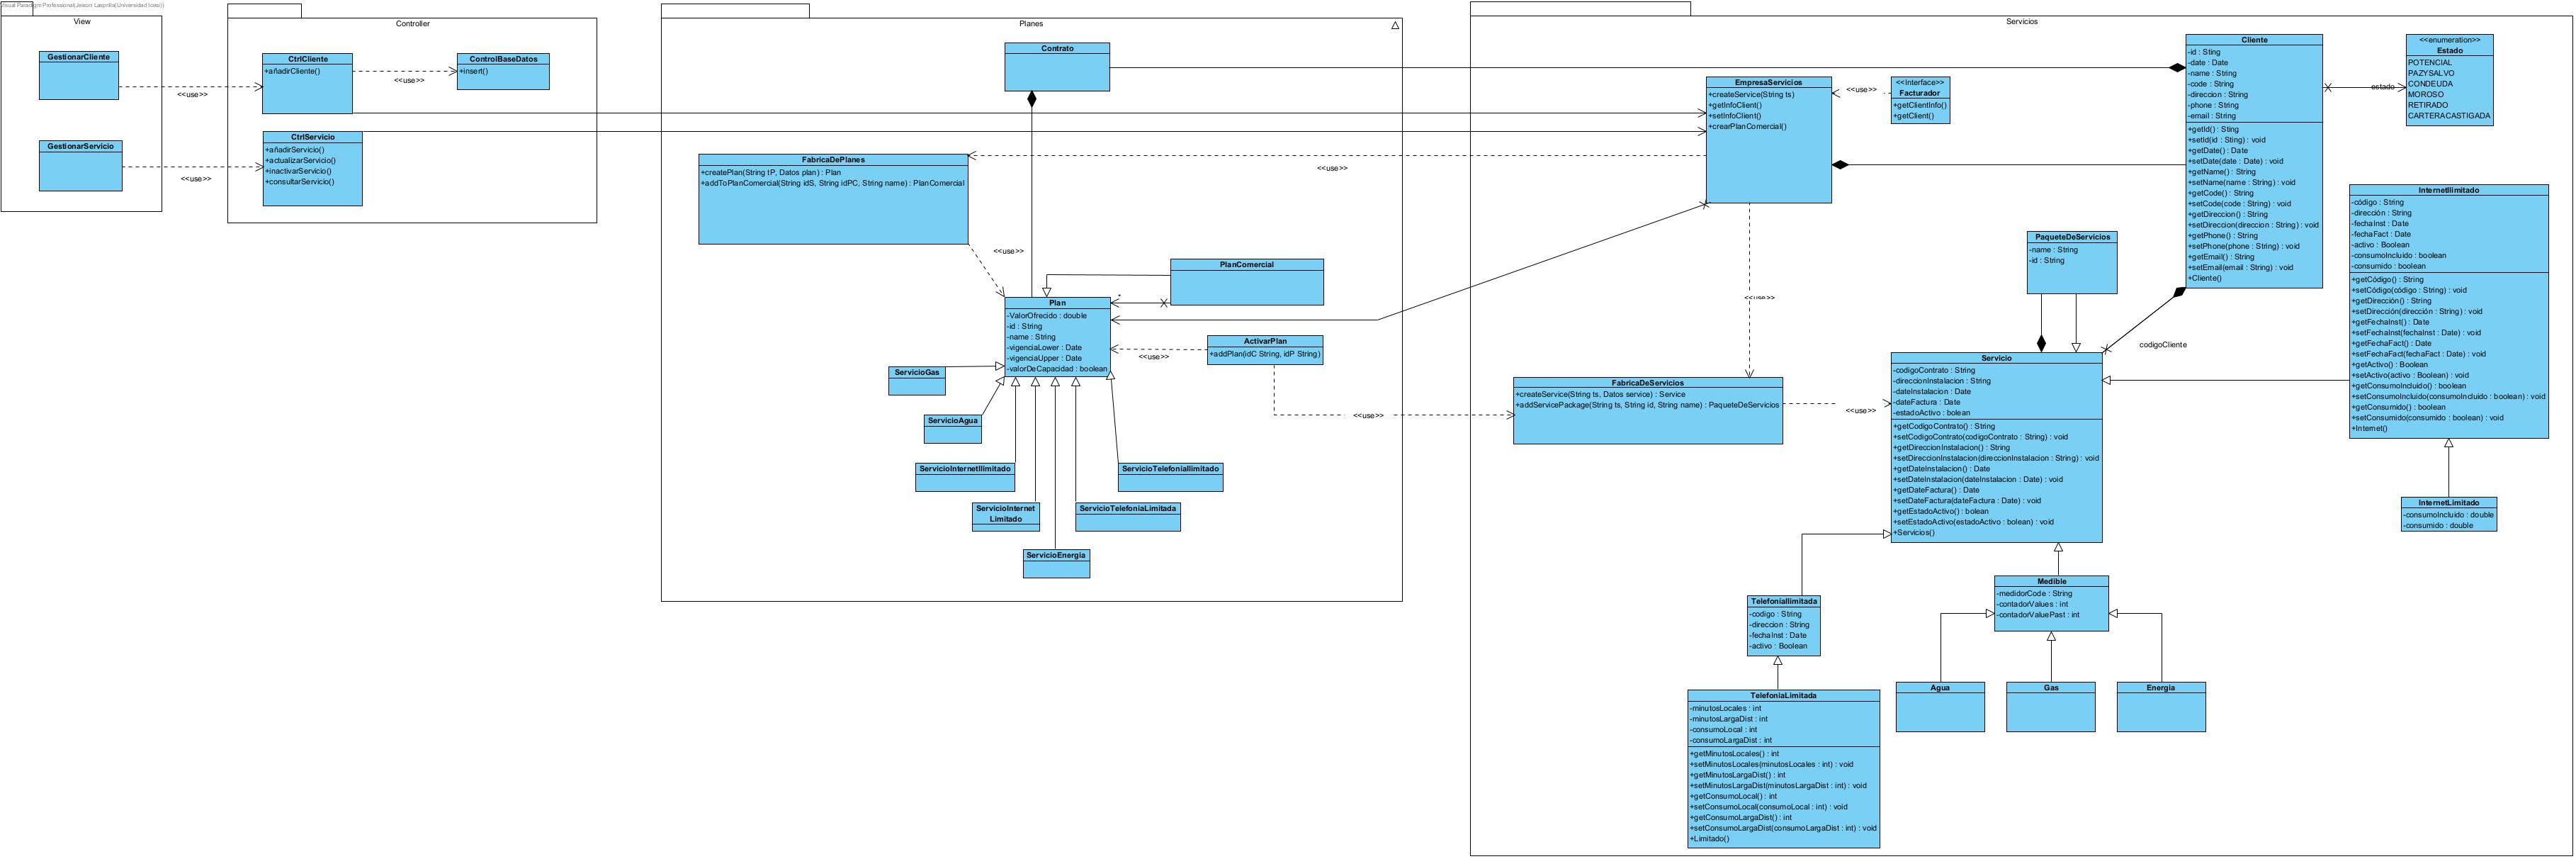 Visual Paradigm Professional(Jeison Lasprilla(Universidad Icesi))
View
GestionarCliente
<<use>>
GestionarServicio
<<use>>
Controller
CtrlCliente
+añadirCliente()
<<use>>
ControlBaseDatos
+insert()
CtrlServicio
+añadirServicio()
+actualizarServicio()
+inactivarServicio()
+consultarServicio()
Planes
Contrato
FabricaDePlanes
+createPlan(String tP, Datos plan) : Plan
+addToPlanComercial(String idS, String idPC, String name) : PlanComercial
<<use>>
<<use>>
PlanComercial
*
Plan
-ValorOfrecido : double
-id : String
-name : String
-vigenciaLower : Date
-vigenciaUpper : Date
-valorDeCapacidad : boolean
<<use>>
ActivarPlan
+addPlan(idC String, idP String)
<<use>>
ServicioGas
ServicioAgua
ServicioInternetIlimitado
ServicioInternet
Limitado
ServicioEnergia
ServicioTelefoniaLimitada
ServicioTelefoniaIlimitado
Servicios
EmpresaServicios
+createService(String ts)
+getInfoClient()
+setInfoClient()
+crearPlanComercial()
<<use>>
<<Interface>>
Facturador
+getClientInfo()
+getClient()
<<use>>
Cliente
-id : Sting
-date : Date
-name : String
-code : String
-direccion : String
-phone : String
-email : String
+getId() : Sting
+setId(id : Sting) : void
+getDate() : Date
+setDate(date : Date) : void
+getName() : String
+setName(name : String) : void
+getCode() : String
+setCode(code : String) : void
+getDireccion() : String
+setDireccion(direccion : String) : void
+getPhone() : String
+setPhone(phone : String) : void
+getEmail() : String
+setEmail(email : String) : void
+Cliente()
estado
<<enumeration>>
Estado
POTENCIAL
PAZYSALVO
CONDEUDA
MOROSO
RETIRADO
CARTERACASTIGADA
InternetIlimitado
-código : String
-dirección : String
-fechaInst : Date
-fechaFact : Date
-activo : Boolean
-consumoIncluido : boolean
-consumido : boolean
+getCódigo() : String
+setCódigo(código : String) : void
+getDirección() : String
+setDirección(dirección : String) : void
+getFechaInst() : Date
+setFechaInst(fechaInst : Date) : void
+getFechaFact() : Date
+setFechaFact(fechaFact : Date) : void
+getActivo() : Boolean
+setActivo(activo : Boolean) : void
+getConsumoIncluido() : boolean
+setConsumoIncluido(consumoIncluido : boolean) : void
+getConsumido() : boolean
+setConsumido(consumido : boolean) : void
+Internet()
InternetLimitado
-consumoIncluido : double
-consumido : double
PaqueteDeServicios
-name : String
-id : String
codigoCliente
FabricaDeServicios
+createService(String ts, Datos service) : Service
+addServicePackage(String ts, String id, String name) : PaqueteDeServicios
<<use>>
Servicio
-codigoContrato : String
-direccionInstalacion : String
-dateInstalacion : Date
-dateFactura : Date
-estadoActivo : bolean
+getCodigoContrato() : String
+setCodigoContrato(codigoContrato : String) : void
+getDireccionInstalacion() : String
+setDireccionInstalacion(direccionInstalacion : String) : void
+getDateInstalacion() : Date
+setDateInstalacion(dateInstalacion : Date) : void
+getDateFactura() : Date
+setDateFactura(dateFactura : Date) : void
+getEstadoActivo() : bolean
+setEstadoActivo(estadoActivo : bolean) : void
+Servicios()
TelefoniaIlimitada
-codigo : String
-direccion : String
-fechaInst : Date
-activo : Boolean
TelefoniaLimitada
-minutosLocales : int
-minutosLargaDist : int
-consumoLocal : int
-consumoLargaDist : int
+getMinutosLocales() : int
+setMinutosLocales(minutosLocales : int) : void
+getMinutosLargaDist() : int
+setMinutosLargaDist(minutosLargaDist : int) : void
+getConsumoLocal() : int
+setConsumoLocal(consumoLocal : int) : void
+getConsumoLargaDist() : int
+setConsumoLargaDist(consumoLargaDist : int) : void
+Limitado()
Medible
-medidorCode : String
-contadorValues : int
-contadorValuePast : int
Agua
Gas
Energia